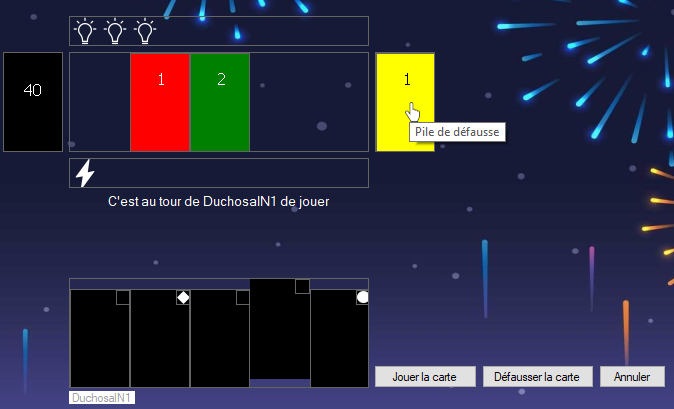 40
1
2
1
Pile de défausse
C'est au tour de DuchosalN1 de jouer
Jouer la carte
Défausser la carte
Annuler
DuchosalN1